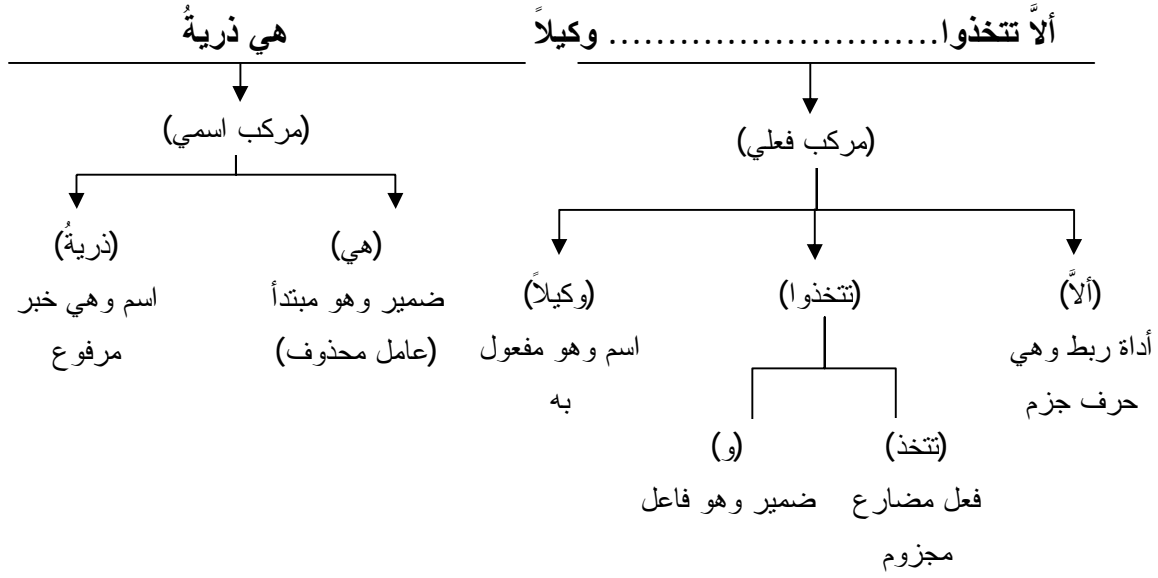 ألاَّ تتخذوا............................ وكيلاً هي ذريةُ
(مركب فعلي) (مركب اسمي)
(ألاَّ) (تتخذوا) (وكيلاً) (هي) (ذريةُ)
أداة ربط وهي اسم وهو مفعول ضمير وهو مبتدأ اسم وهي خبر
حرف جزم به (عامل محذوف) مرفوع
(تتخذ) (و)
فعل مضارع ضمير وهو فاعل
مجزوم